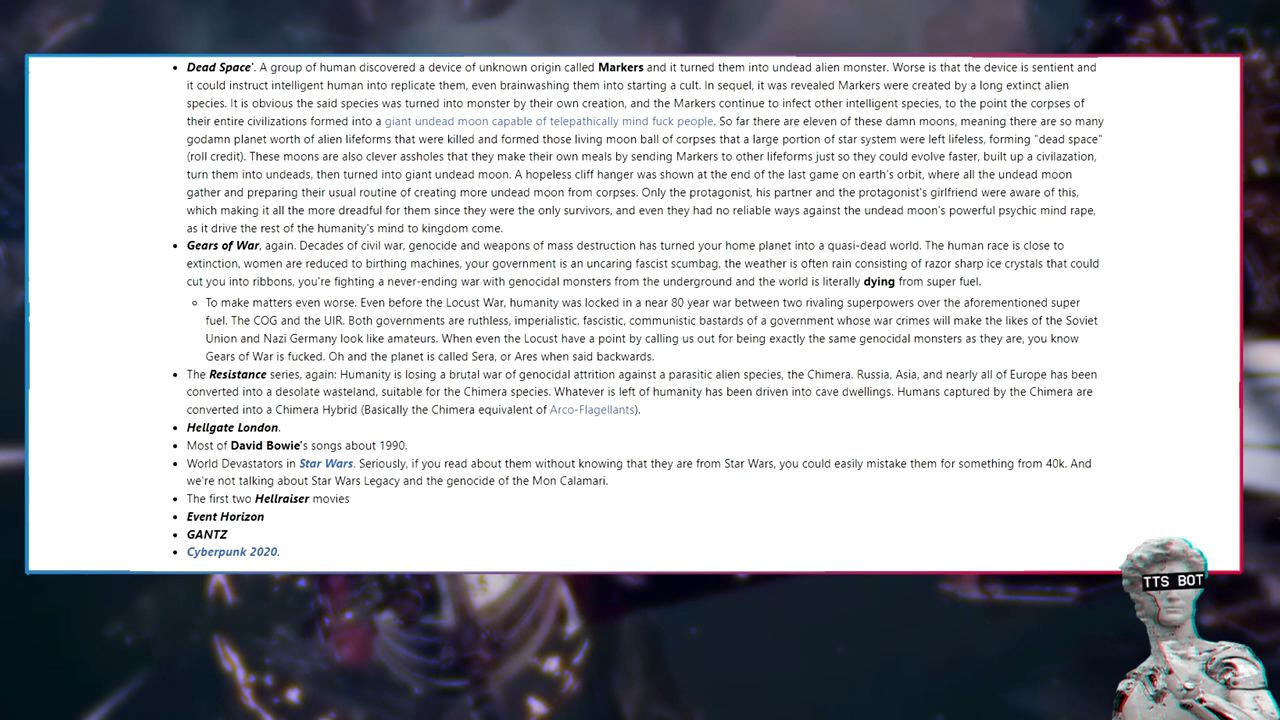 Dead Space'. A group of human discovered a device of unknown origin called Markers and it turned them into undead alien monster. Worse is that the device is sentient and
it could instruct intelligent human into replicate them, even brainwashing them into starting a cult. In sequel, it was revealed Markers were created by a long extinct alien
species. It is obvious the said species was turned into monster by their own creation, and the Markers continue to infect other intelligent species, to the point the corpses of
their entire civilizations formed into a giant undead moon capable of telepathically mind fuck people. So far there are eleven of these damn moons, meaning there are so many
godamn planet worth of alien lifeforms that were killed and formed those living moon ball of corpses that a large portion of star system were left lifeless, forming "dead space"
(roll credit). These moons are also clever assholes that they make their own meals by sending Markers to other lifeforms just so they could evolve faster, built up a civilazation,
turn them into undeads, then turned into giant undead moon. A hopeless cliff hanger was shown at the end of the last game on earth's orbit, where all the undead moon
gather and preparing their usual routine of creating more undead moon from corpses. Only the protagonist, his partner and the protagonist's girlfriend were aware of this,
which making it all the more dreadful for them since they were the only survivors, and even they had no reliable ways against the undead moon's powerful psychic mind rape,
as it drive the rest of the humanity's mind to kingdom come.
Gears of War, again. Decades of civil war, genocide and weapons of mass destruction has turned your home planet into a quasi-dead world. The human race is close to
extinction, women are reduced to birthing machines, your government is an uncaring fascist scumbag, the weather is often rain consisting of razor sharp ice crystals that could
cut you into ribbons, you're fighting a never-ending war with genocidal monsters from the underground and the world is literally dying from super fuel.
To make matters even worse. Even before the Locust War, humanity was locked in a near 80 year war between two rivaling superpowers over the aforementioned super
fuel. The COG and the UIR. Both governments are ruthless, imperialistic, fascistic, communistic bastards of a government whose war crimes will make the likes of the Soviet
Union and Nazi Germany look like amateurs. When even the Locust have a point by calling us out for being exactly the same genocidal monsters as they are, you know
Gears of War is fucked. Oh and the planet is called Sera, or Ares when said backwards.
The Resistance series, again: Humanity is losing a brutal war of genocidal attrition against a parasitic alien species, the Chimera. Russia, Asia, and nearly all of Europe has been
converted into a desolate wasteland, suitable for the Chimera species. Whatever is left of humanity has been driven into cave dwellings. Humans captured by the Chimera are
converted into a Chimera Hybrid (Basically the Chimera equivalent of Arco-Flagellants).
Hellgate London.
Most of David Bowie's songs about 1990.
World Devastators in Star Wars. Seriously, if you read about them without knowing that they are from Star Wars, you could easily mistake them for something from 40k. And
we're not talking about Star Wars Legacy and the genocide of the Mon Calamari.
The first two Hellraiser movies
Event Horizon
GANTZ
Cyberpunk 2020.
TTS BOT